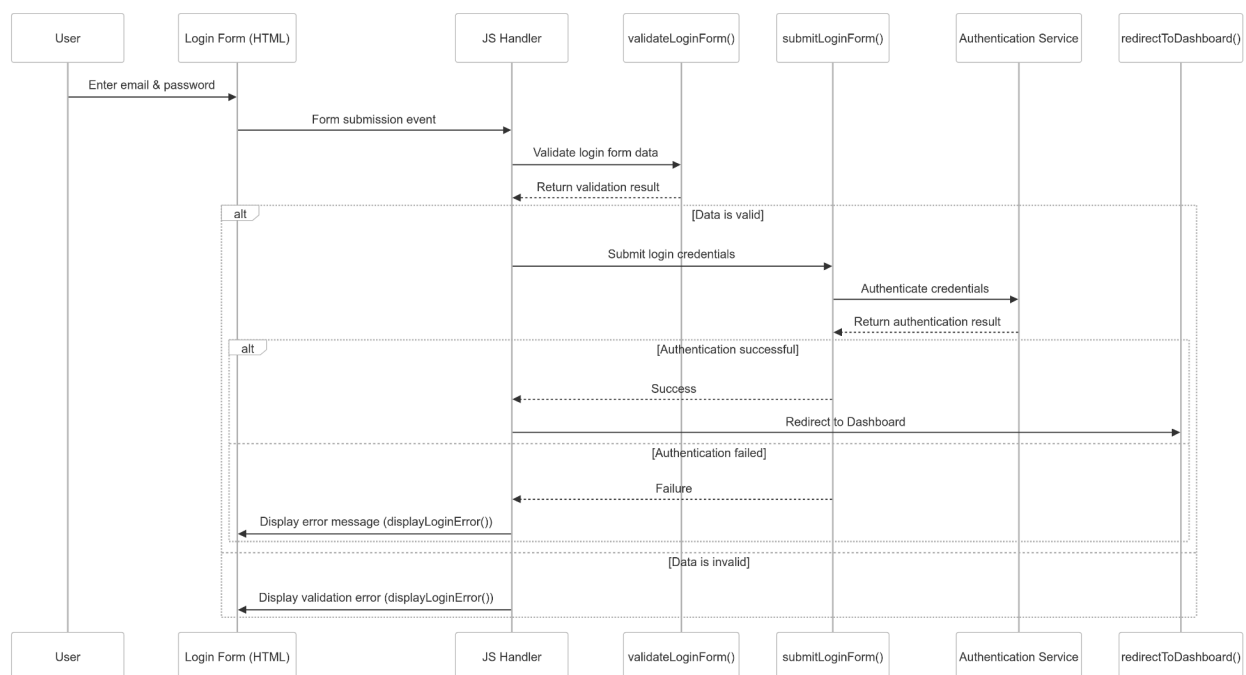 User
Login Form (HTML)
JS Handler
validateLoginForm()
submitLoginForm()
Authentication Service
redirectToDashboard()
Enter email & password
Form submission event
Validate login form data
Return validation result
alt
[Data is valid]
Submit login credentials
Authenticate credentials
Return authentication result
alt
[Authentication successful]
Success
Redirect to Dashboard
[Authentication failed]
Failure
Display error message (displayLoginError())
[Data is invalid]
Display validation error (displayLoginError())
User
Login Form (HTML)
JS Handler
validateLoginForm()
submitLoginForm()
Authentication Service
redirectToDashboard()